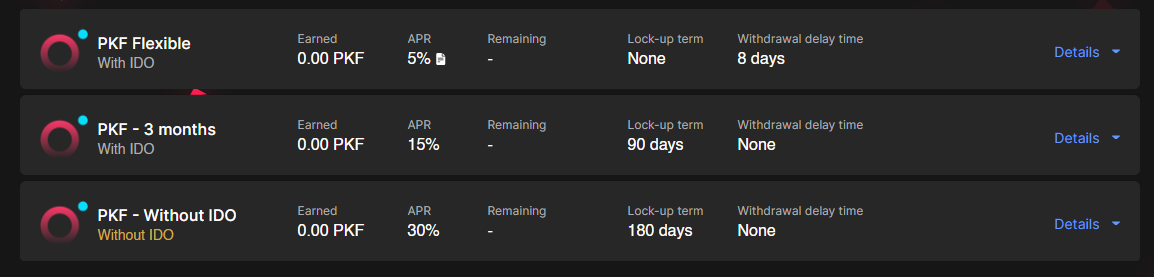 PKF Flexible
With IDO
Earned
0.00 PKF
APR
5%
Remaining
-
Lock-up term
None
Withdrawal delay time
8 days
Details
PKF - 3 months
With IDO
Earned
0.00 PKF
APR
15%
Remaining
-
Lock-up term
90 days
Withdrawal delay time
None
Details
PKF - Without IDO
Without IDO
Earned
0.00 PKF
APR
30%
Remaining
-
Lock-up term
180 days
Withdrawal delay time
None
Details